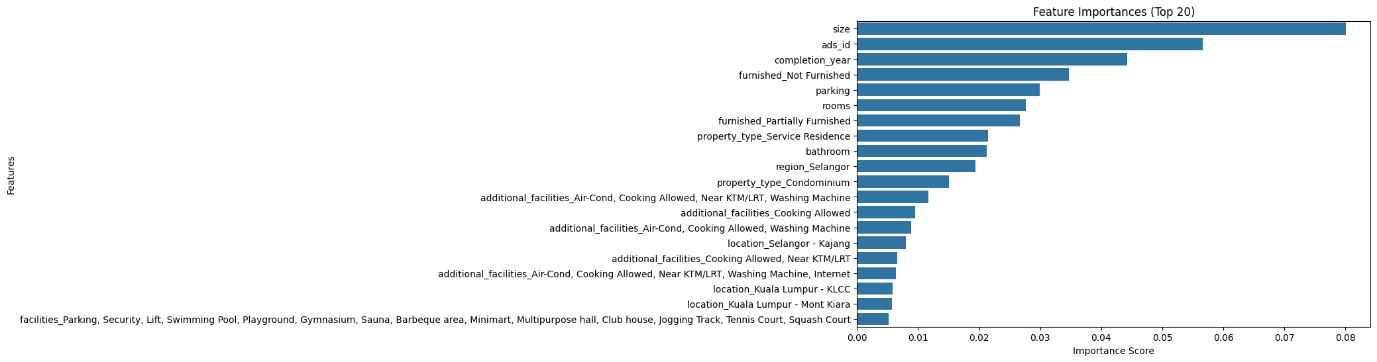 Feature Importances (Top 20)
Features
size
ads_id
completion_year
furnished_Not Furnished
parking
rooms
furnished_Partially Furnished
property_type_Service Residence
bathroom
region_Selangor
property_type_Condominium
additional_facilities_Air-Cond, Cooking Allowed, Near KTM/LRT, Washing Machine
additional_facilities_Cooking Allowed
additional_facilities_Air-Cond, Cooking Allowed, Washing Machine
location_Selangor - Kajang
additional_facilities_Cooking Allowed, Near KTM/LRT
additional_facilities_Air-Cond, Cooking Allowed, Near KTM/LRT, Washing Machine, Internet
location_Kuala Lumpur - KLCC
location_Kuala Lumpur - Mont Kiara
facilities_Parking, Security, Lift, Swimming Pool, Playground, Gymnasium, Sauna, Barbeque area, Minimart, Multipurpose hall, Club house, Jogging Track, Tennis Court, Squash Court
0.00 0.01 0.02 0.03 0.04 0.05 0.06 0.07 0.08
Importance Score